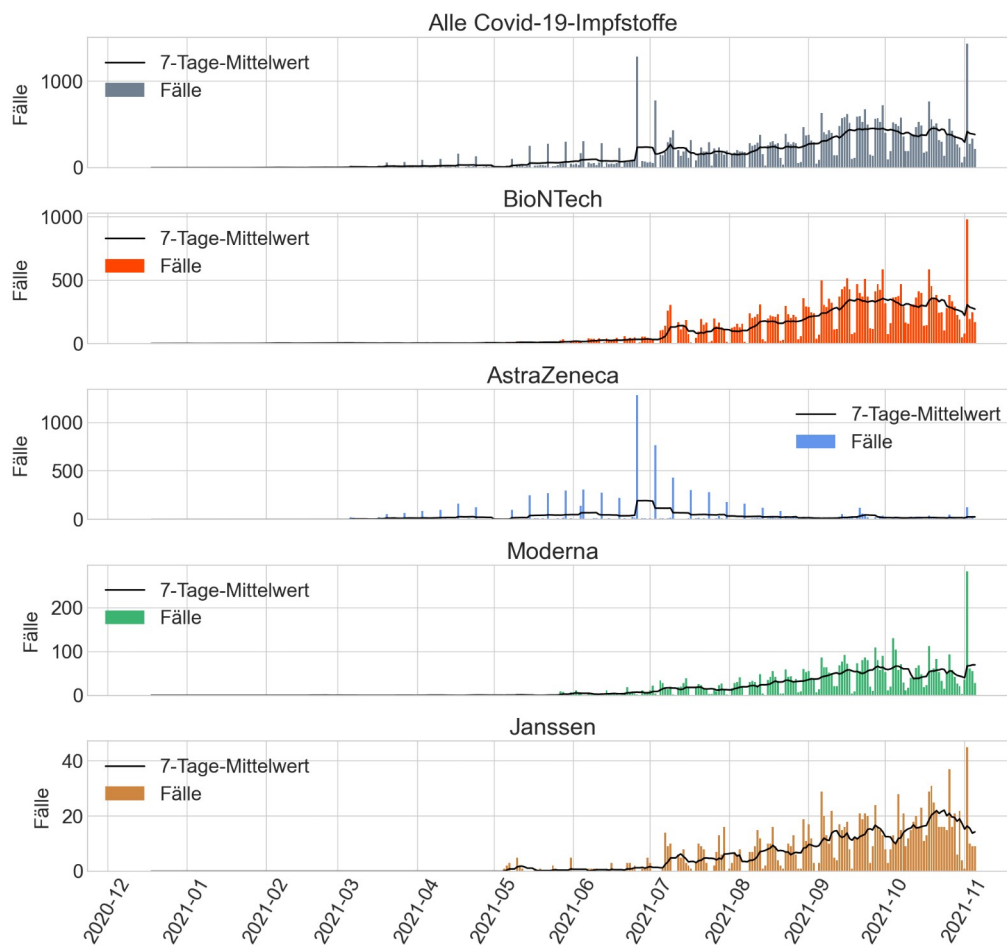 Alle Covid-19-Impfstoffe
Fälle
1000
0
7-Tage-Mittelwert
Fälle
BioNTech
Fälle
1000
500
0
7-Tage-Mittelwert
Fälle
AstraZeneca
Fälle
1000
500
0
7-Tage-Mittelwert
Fälle
Moderna
Fälle
200
100
0
7-Tage-Mittelwert
Fälle
Janssen
Fälle
40
20
0
7-Tage-Mittelwert
Fälle
2020-12
2021-01
2021-02
2021-03
2021-04
2021-05
2021-06
2021-07
2021-08
2021-09
2021-10
2021-11